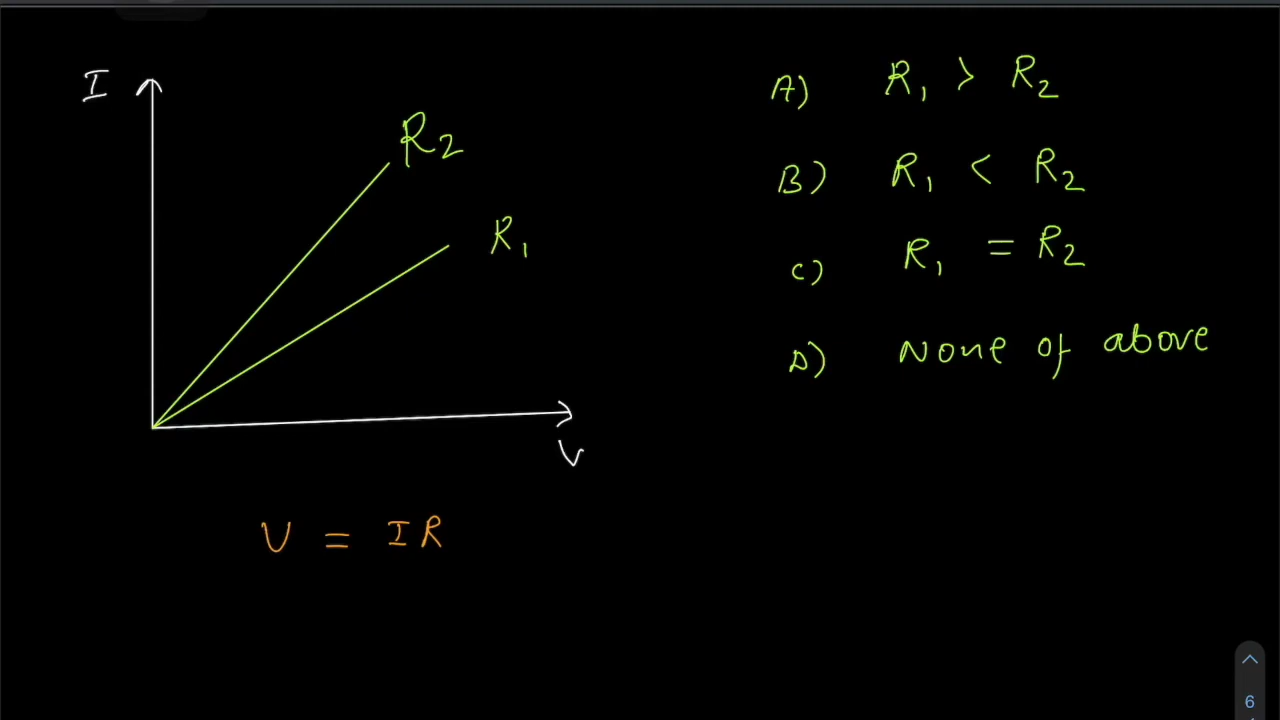 I
R₂
R₁
V
V = IR
A) R₁ > R₂
B) R₁ < R₂
C) R₁ = R₂
D) None of above
6